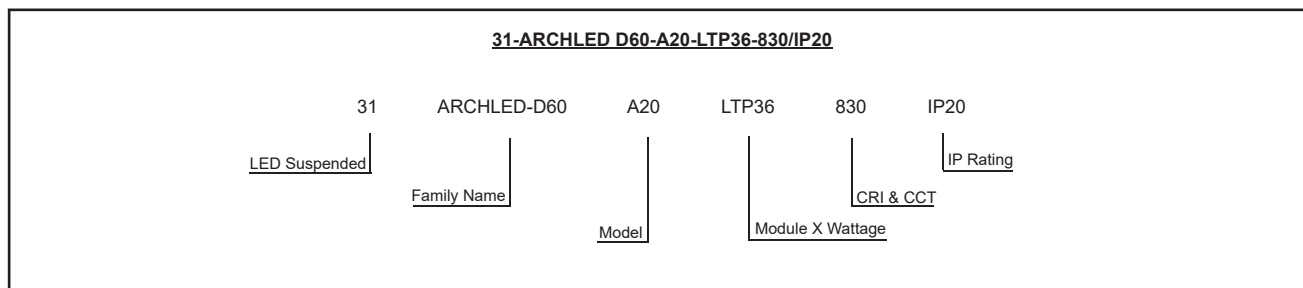 31-ARCHLED D60-A20-LTP36-830/IP20
31 ARCHLED-D60 A20 LTP36 830 IP20
LED Suspended IP Rating
Family Name CRI & CCT
Model Module X Wattage